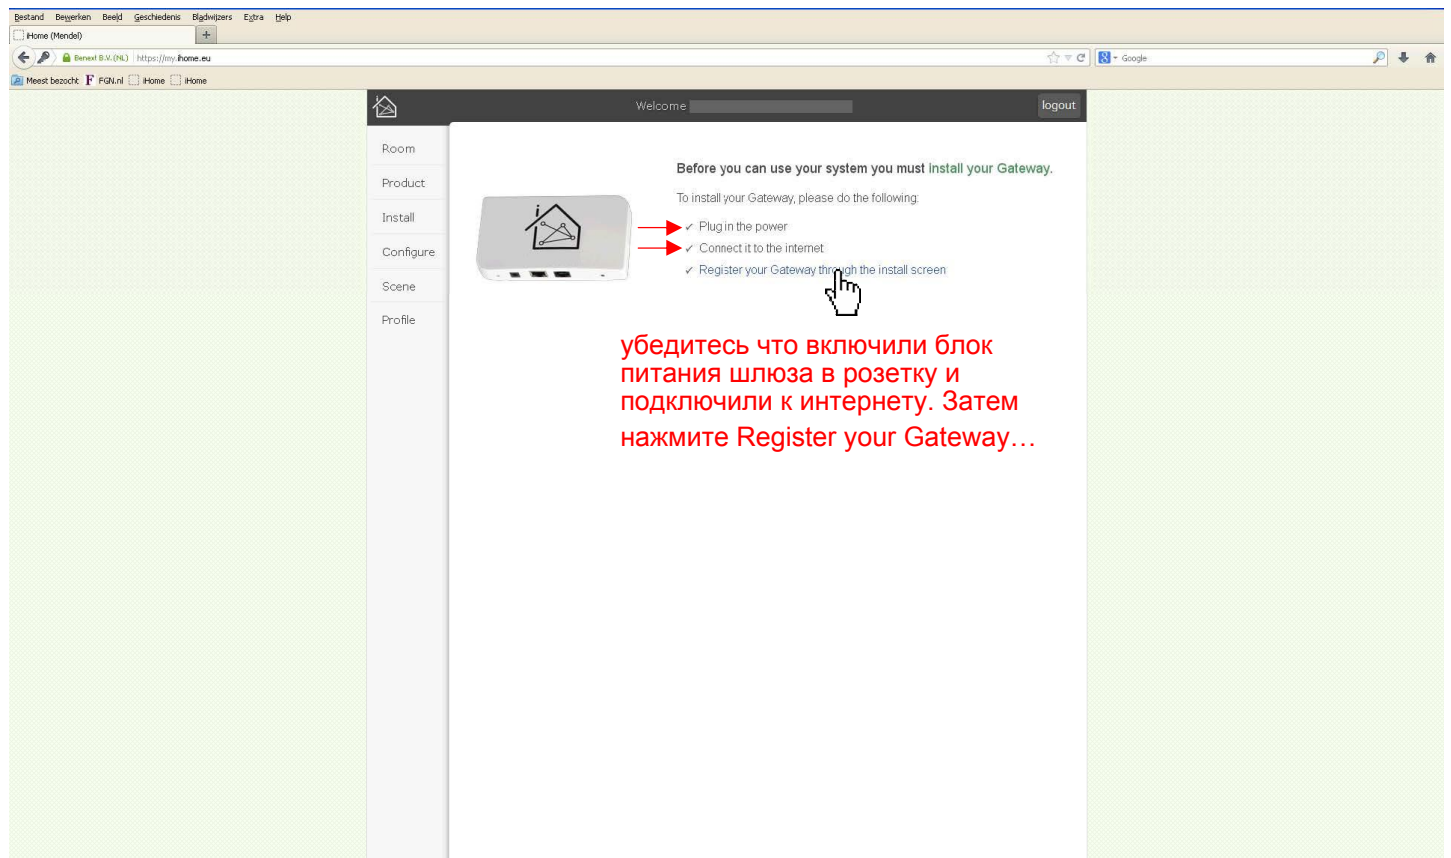 Bestand Bewerken Beeld Geschiedenis Bladwijzers Extra Help
iHome (Mendel)
Benext B.V. (NL) https://my.ihome.eu
Google
Meest bezocht F FGN.nl iHome iHome
Welcome
logout
Room
Product
Install
Configure
Scene
Profile
i
Before you can use your system you must install your Gateway.
To install your Gateway, please do the following:
✓ Plug in the power
✓ Connect it to the internet
✓ Register your Gateway through the install screen
убедитесь что включили блок
питания шлюза в розетку и
подключили к интернету. Затем
нажмите Register your Gateway…